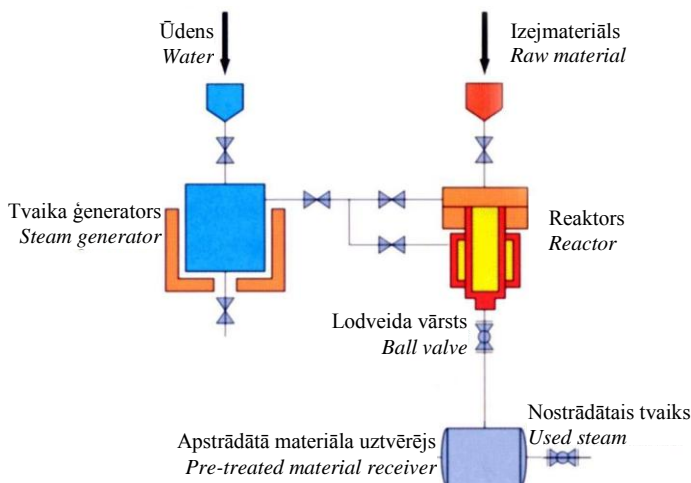 Ūdens
Water
Izejmateriāls
Raw material
Tvaika ģenerators
Steam generator
Reaktors
Reactor
Lodveida vārsts
Ball valve
Nostrādātais tvaiks
Used steam
Apstrādātā materiāla uztvērējs
Pre-treated material receiver